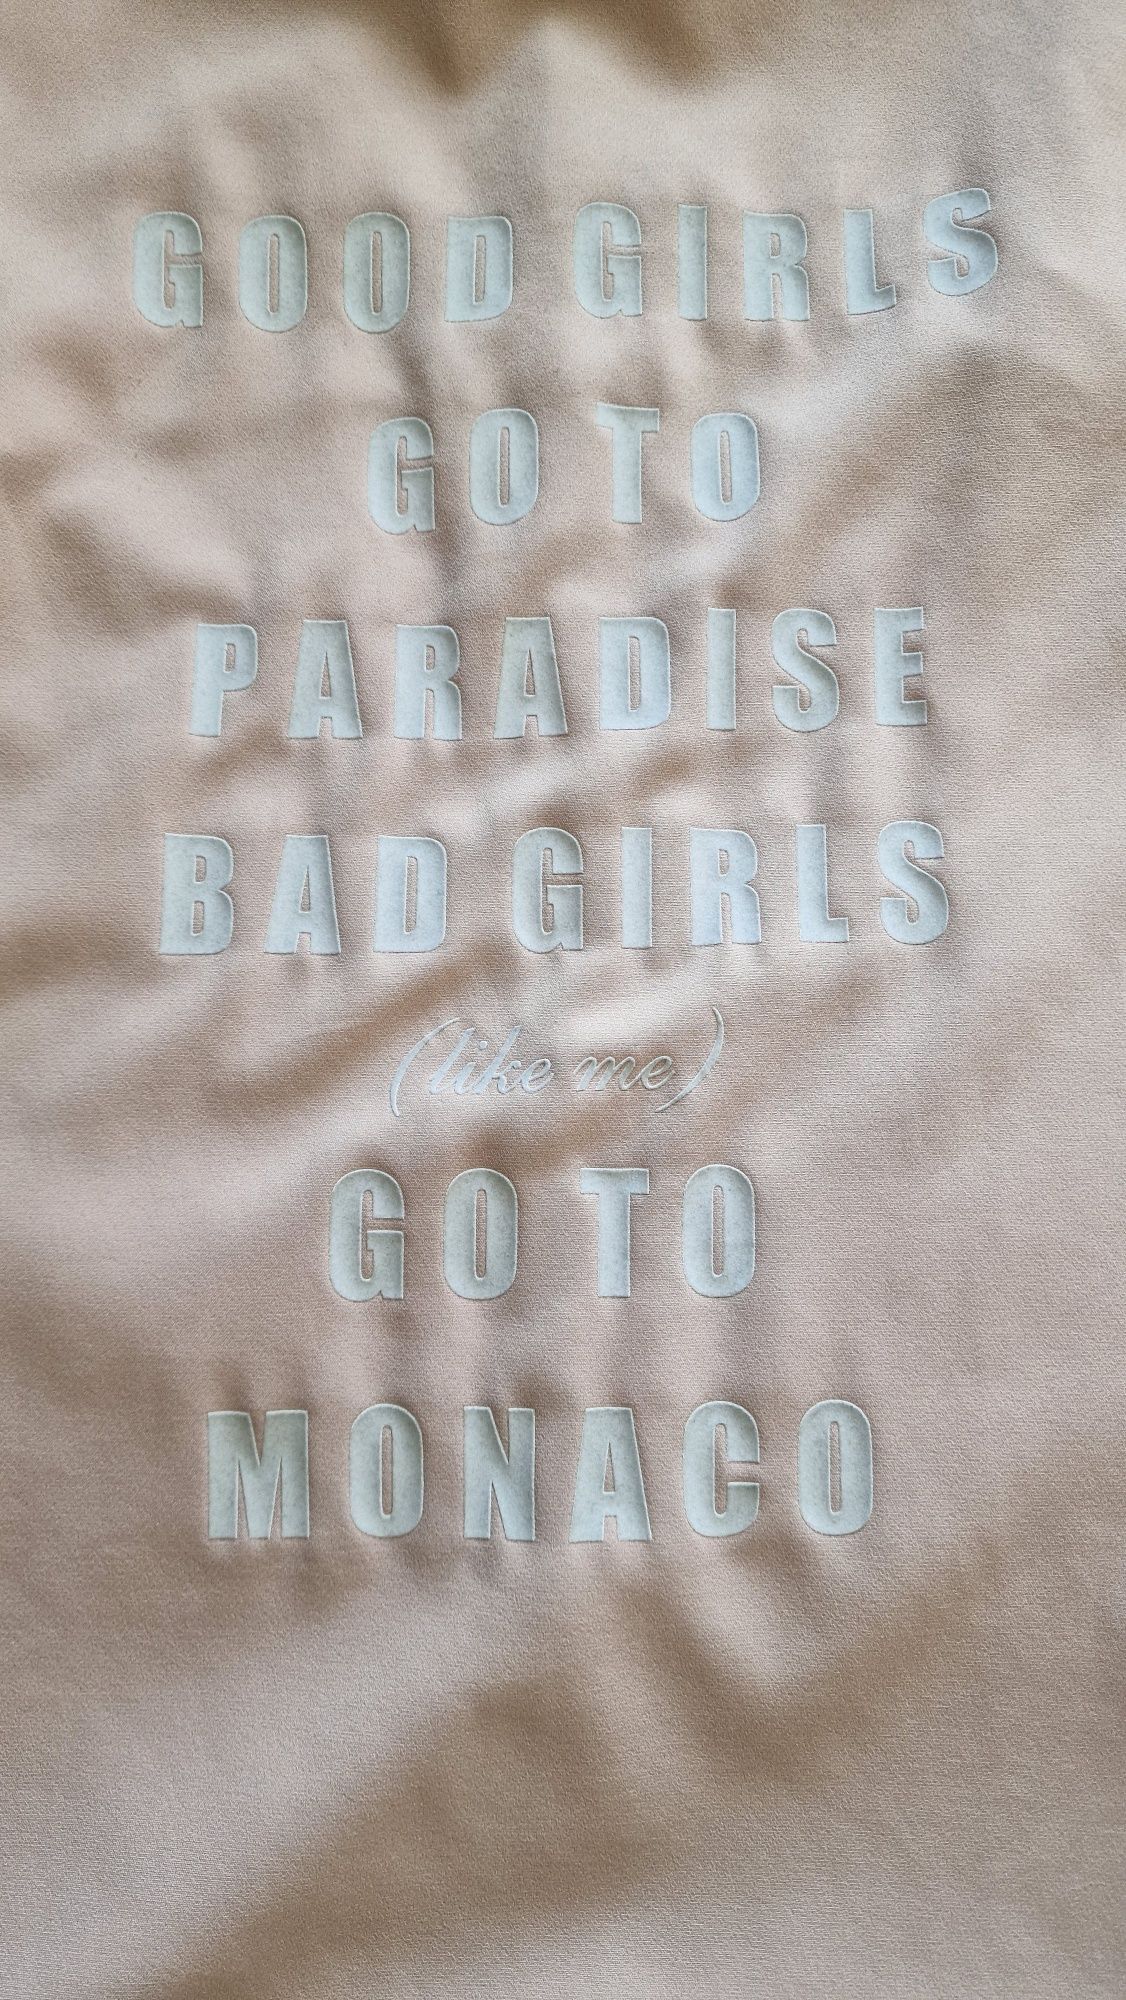 GOOD GIRLS
GO TO
PARADISE
BAD GIRLS
(like me)
GO TO
MONACO